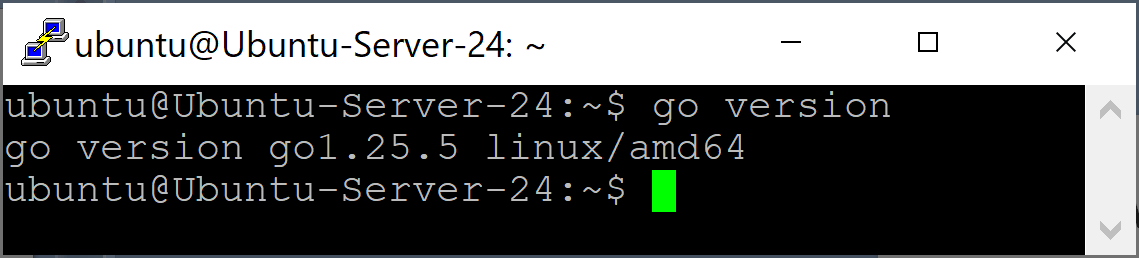 ubuntu@Ubuntu-Server-24: ~
ubuntu@Ubuntu-Server-24:~$ go version
go version go1.25.5 linux/amd64
ubuntu@Ubuntu-Server-24:~$